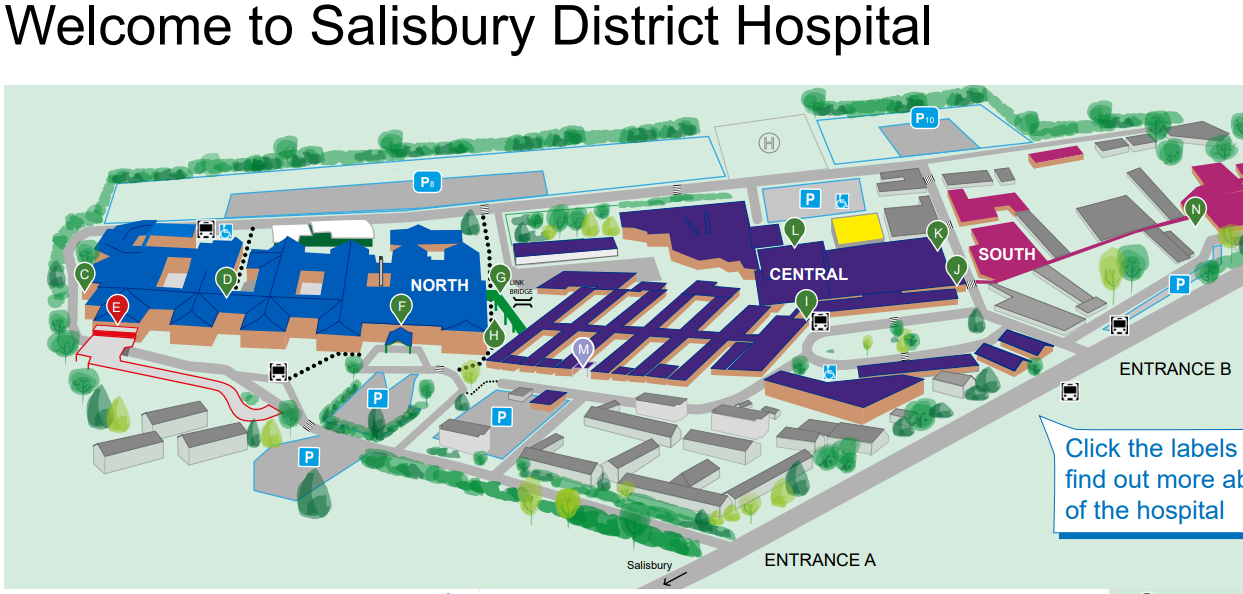 Welcome to Salisbury District Hospital
P10
H
P8
P
N
L
K
C
D
NORTH
G
CENTRAL
J
SOUTH
LINK
BRIDGE
P
E
F
I
H
M
ENTRANCE B
P
P
Click the labels
find out more ab
of the hospital
P
ENTRANCE A
Salisbury